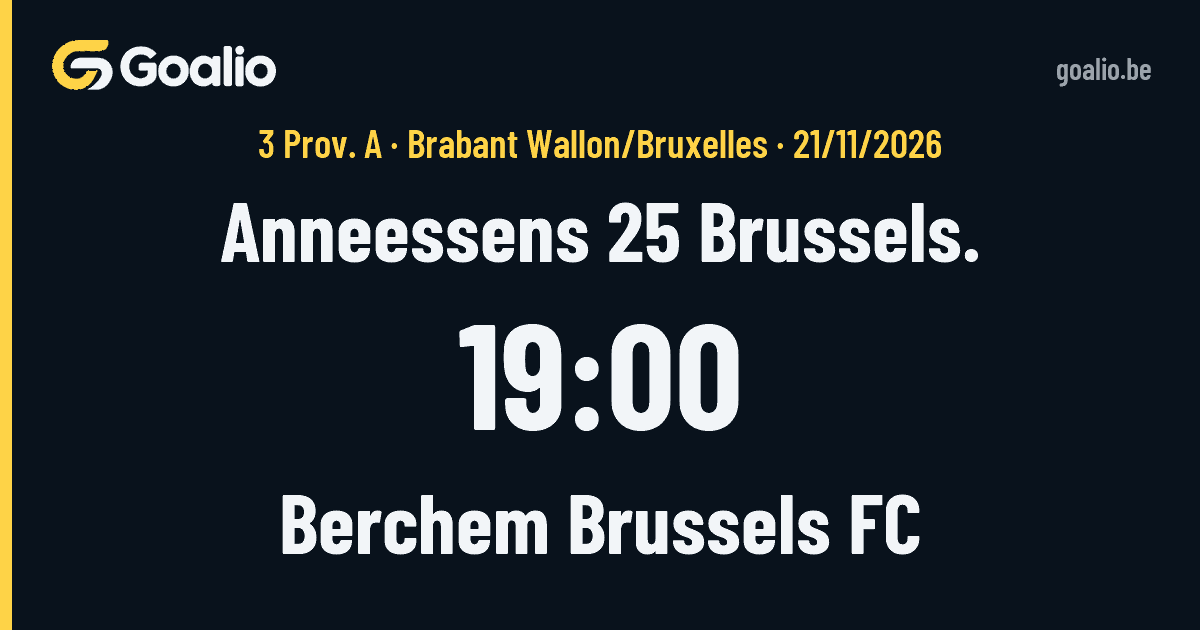 Goalio
goalio.be
3 Prov. A · Brabant Wallon/Bruxelles · 21/11/2026
Anneessens 25 Brussels.
19:00
Berchem Brussels FC